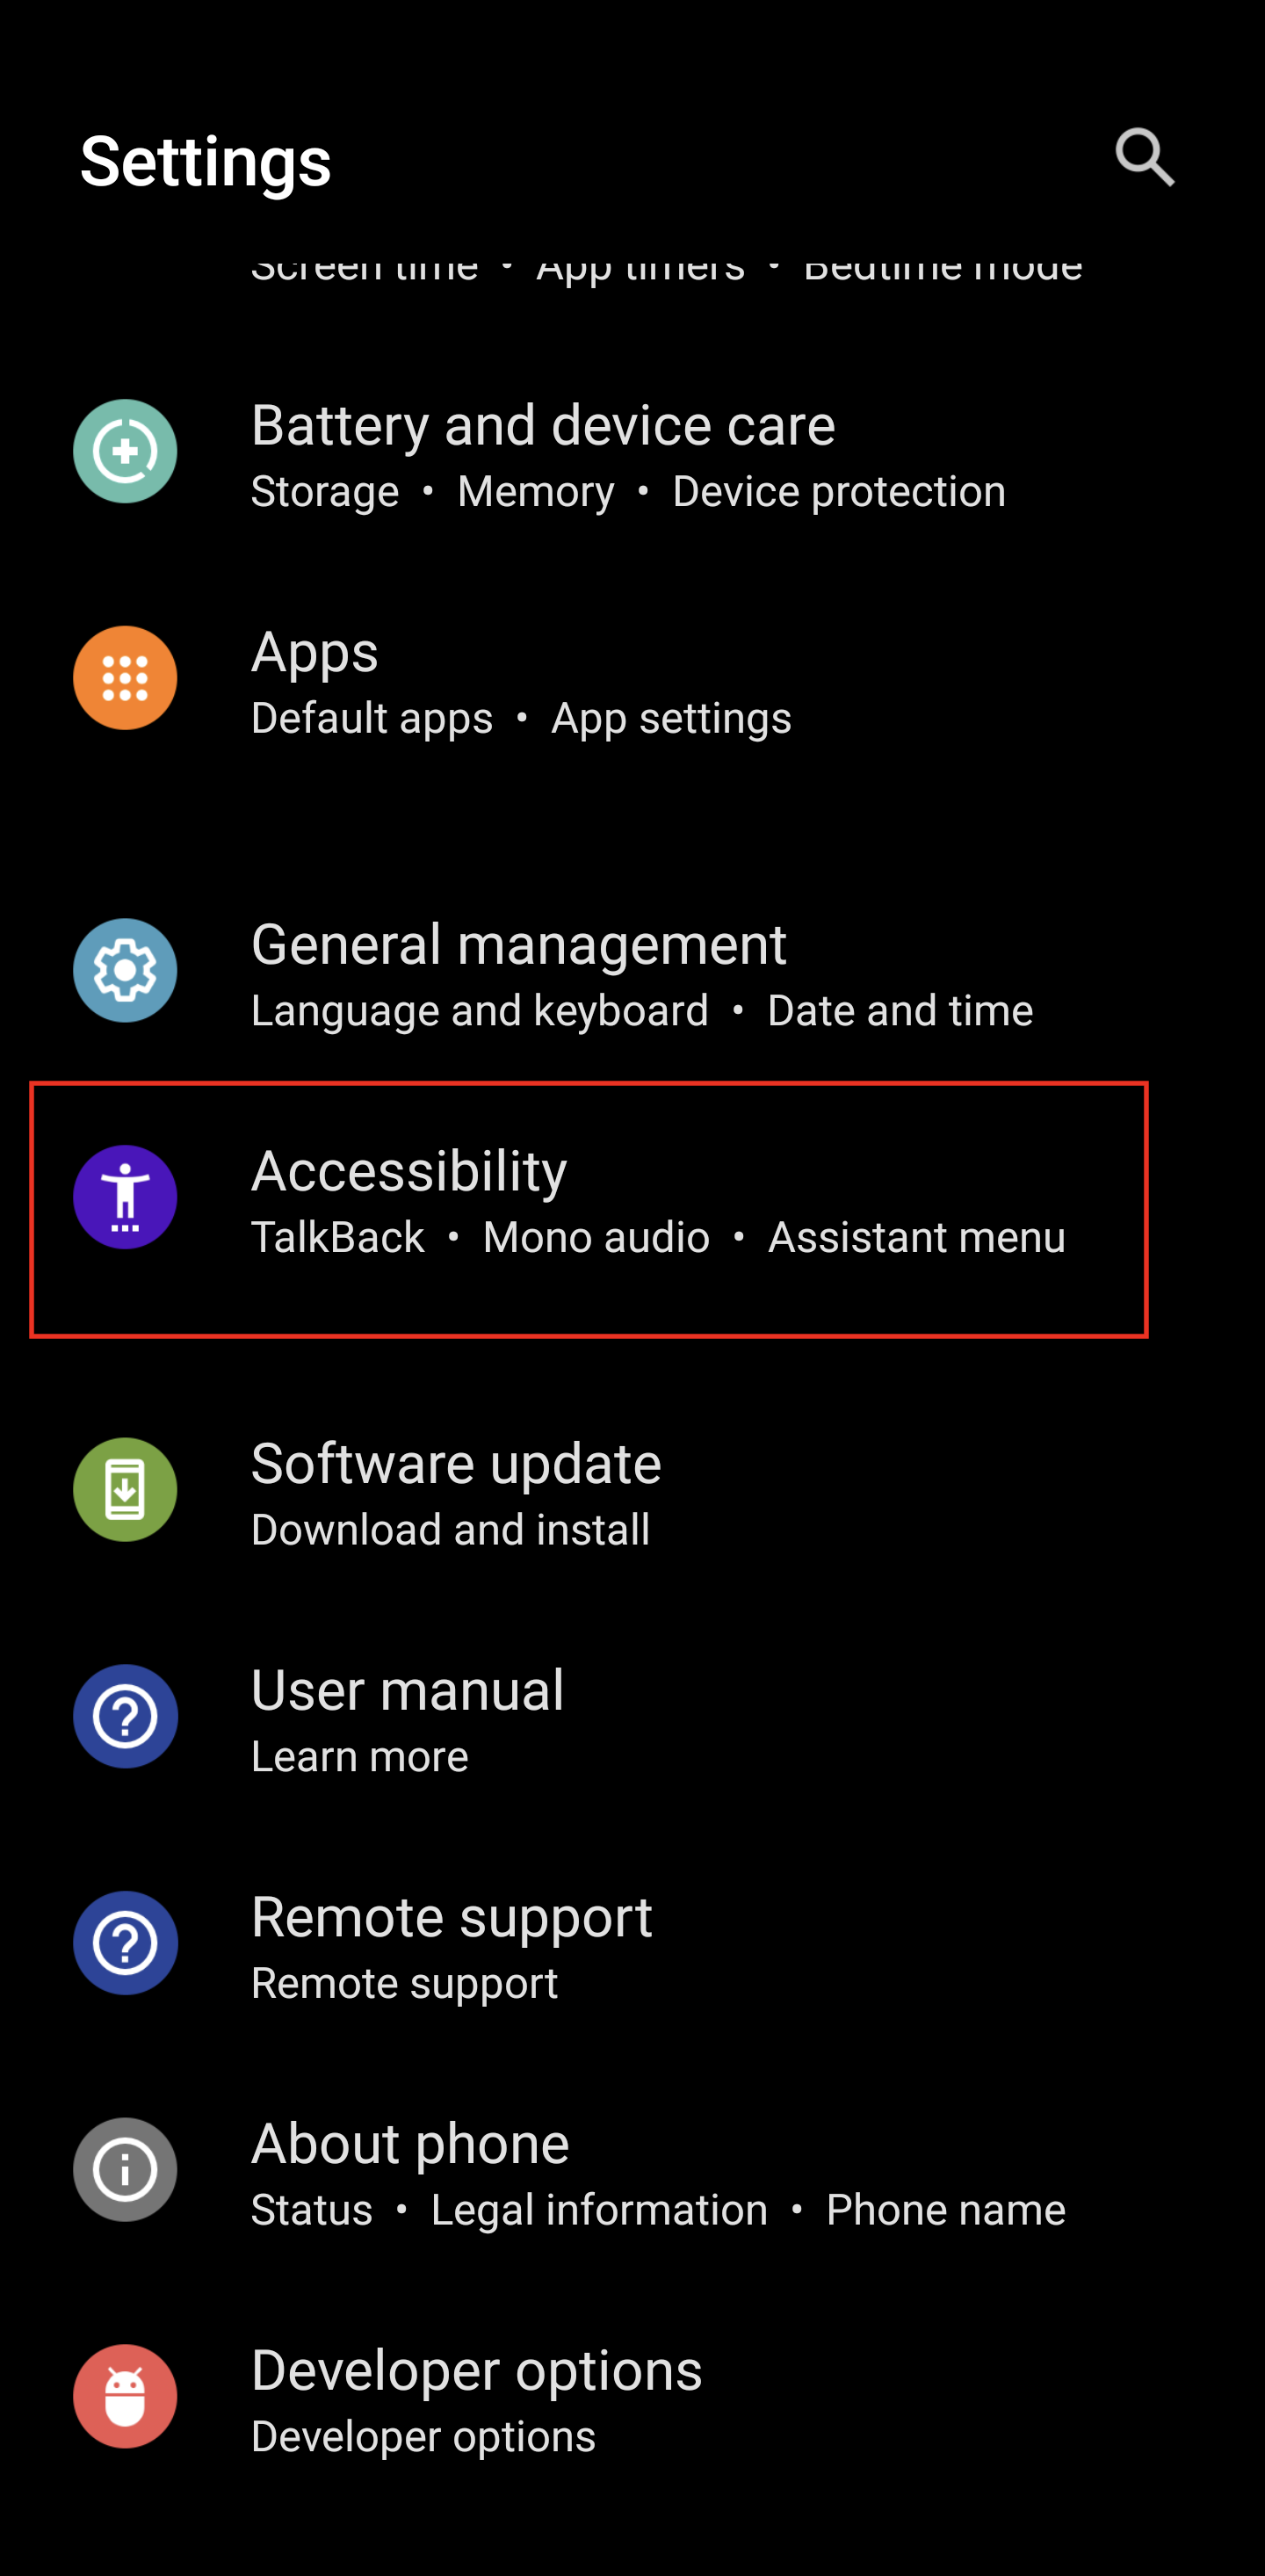 Settings
Screen time • App timers • Bedtime mode
Battery and device care
Storage • Memory • Device protection
Apps
Default apps • App settings
General management
Language and keyboard • Date and time
Accessibility
TalkBack • Mono audio • Assistant menu
Software update
Download and install
User manual
Learn more
Remote support
Remote support
About phone
Status • Legal information • Phone name
Developer options
Developer options